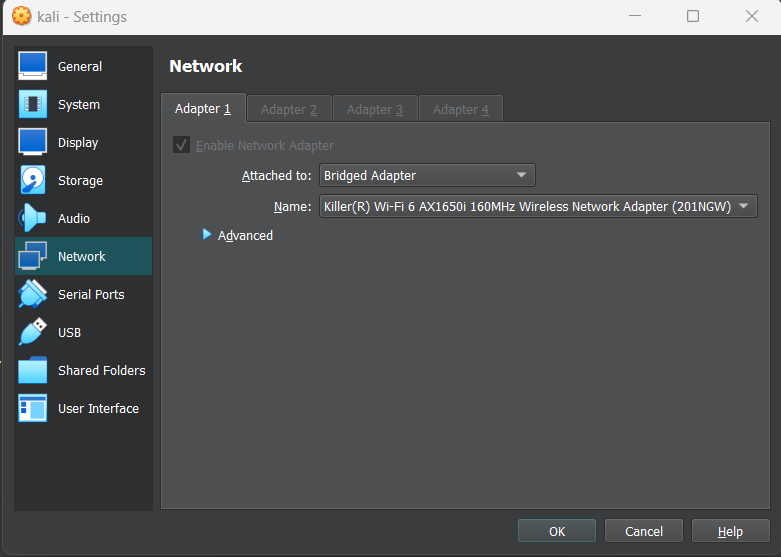 kali - Settings
General
System
Display
Storage
Audio
Network
Serial Ports
USB
Shared Folders
User Interface
Network
Adapter 1
Adapter 2
Adapter 3
Adapter 4
Enable Network Adapter
Attached to: Bridged Adapter
Name: Killer(R) Wi-Fi 6 AX1650i 160MHz Wireless Network Adapter (201NGW)
Advanced
OK
Cancel
Help